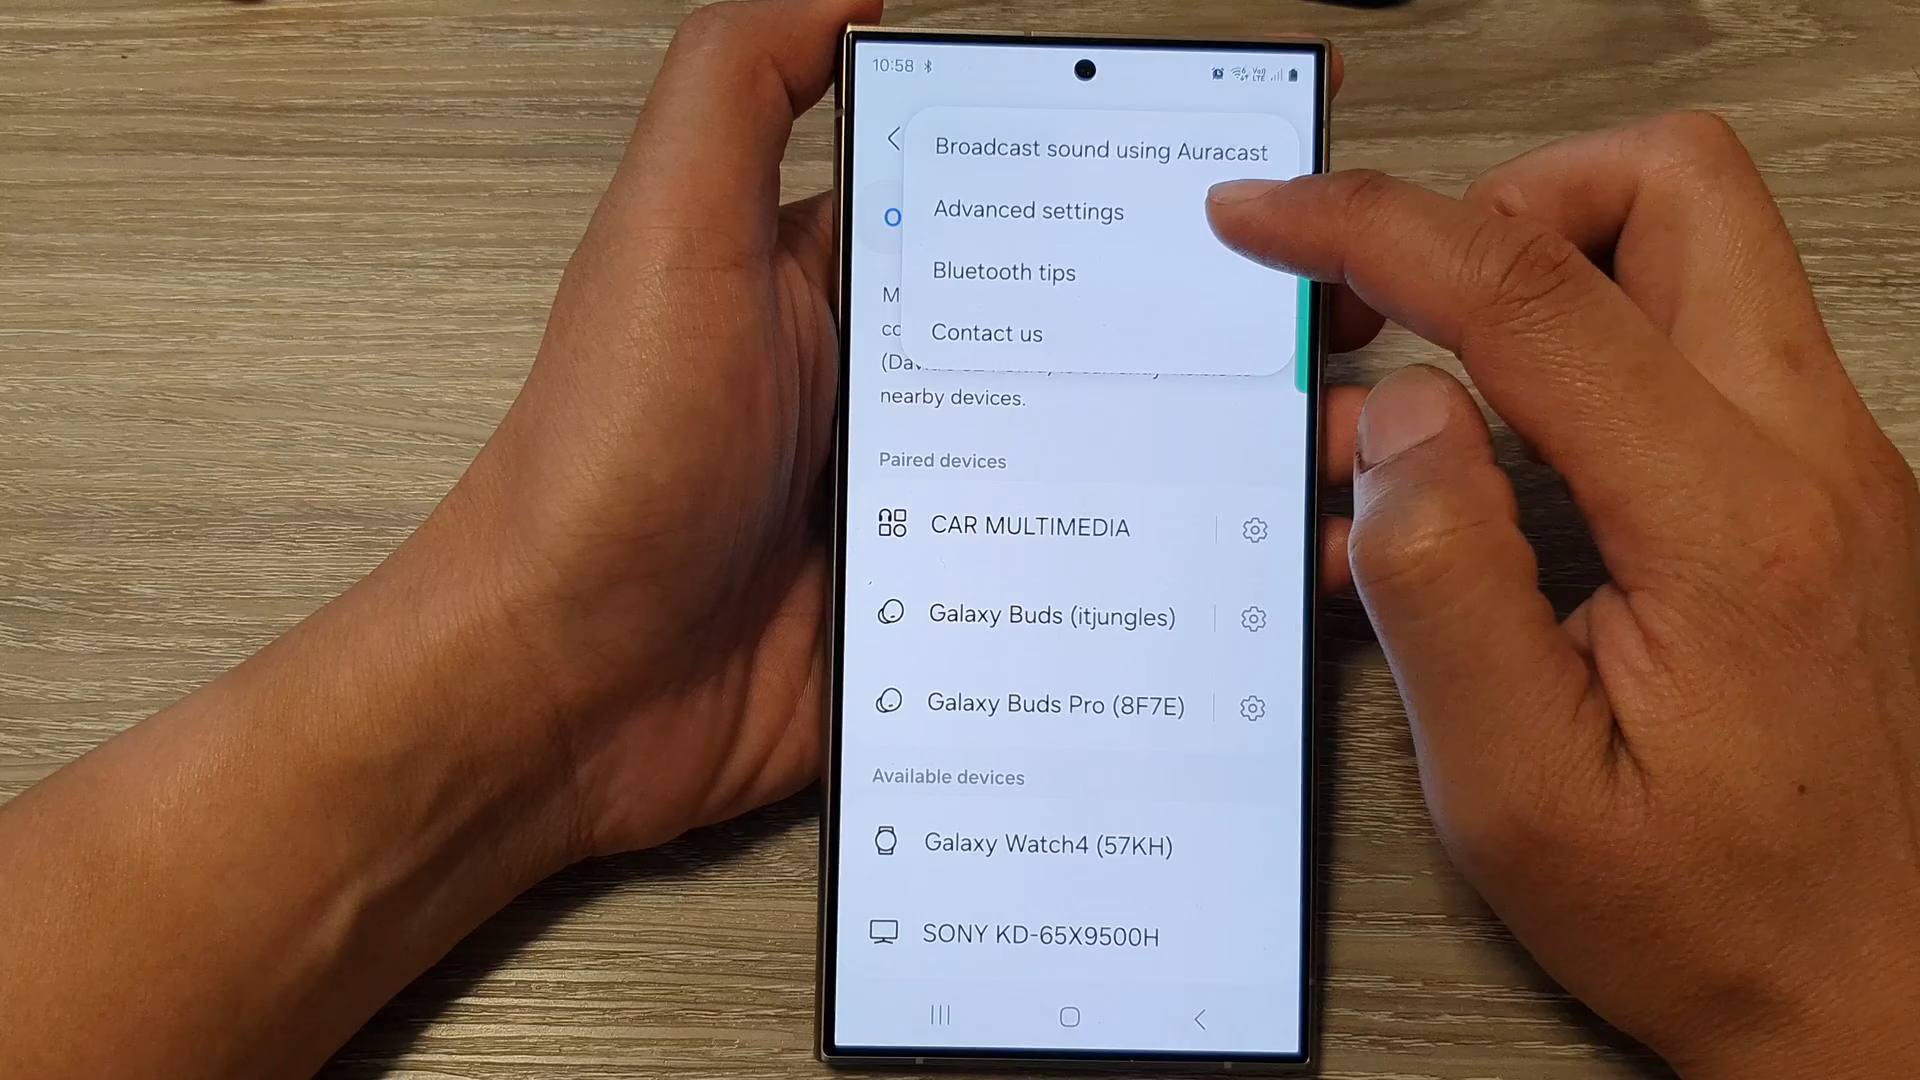 10:58
Broadcast sound using Auracast
Advanced settings
Bluetooth tips
Contact us
nearby devices.
Paired devices
CAR MULTIMEDIA
Galaxy Buds (itjungles)
Galaxy Buds Pro (8F7E)
Available devices
Galaxy Watch4 (57KH)
SONY KD-65X9500H